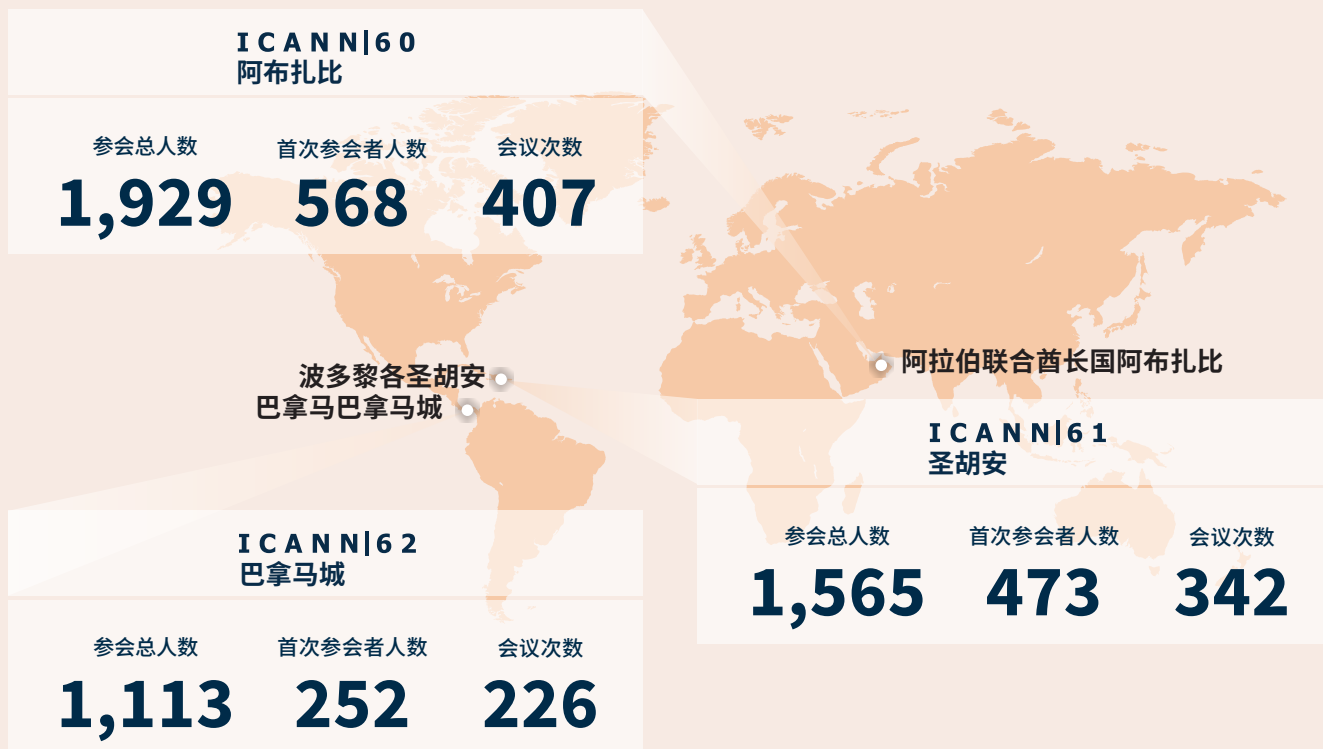 ICANN|60
阿布扎比
参会总人数 首次参会者人数 会议次数
1,929 568 407
波多黎各圣胡安
巴拿马巴拿马城
阿拉伯联合酋长国阿布扎比
ICANN|61
圣胡安
参会总人数 首次参会者人数 会议次数
1,565 473 342
ICANN|62
巴拿马城
参会总人数 首次参会者人数 会议次数
1,113 252 226